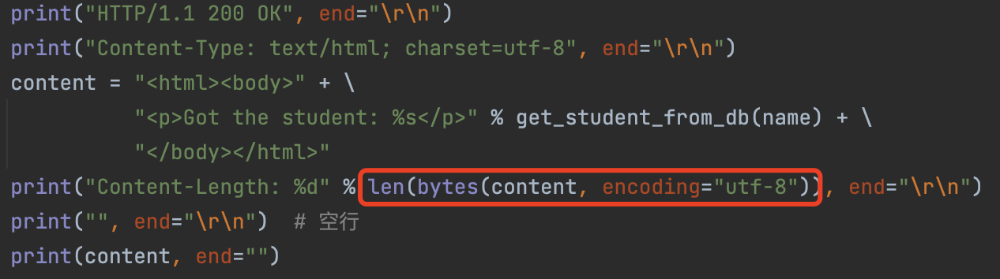 print("HTTP/1.1 200 OK", end="\r\n")
print("Content-Type: text/html; charset=utf-8", end="\r\n")
content = "<html><body>" + \
          "<p>Got the student: %s</p>" % get_student_from_db(name) + \
          "</body></html>"
print("Content-Length: %d" % len(bytes(content, encoding="utf-8")), end="\r\n")
print("", end="\r\n")  # 空行
print(content, end="")